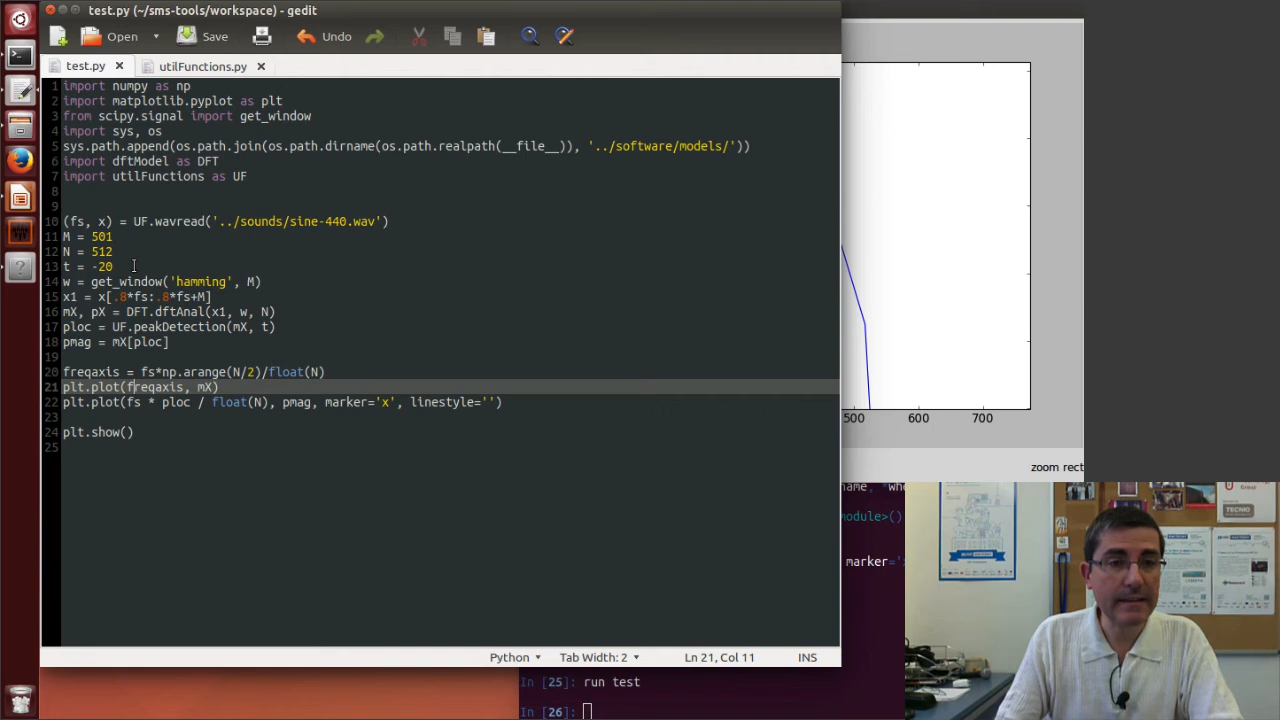 test.py (~/sms-tools/workspace) - gedit
Open Save Undo
test.py utilFunctions.py
1 import numpy as np
2 import matplotlib.pyplot as plt
3 from scipy.signal import get_window
4 import sys, os
5 sys.path.append(os.path.join(os.path.dirname(os.path.realpath(__file__)), '../software/models/'))
6 import dftModel as DFT
7 import utilFunctions as UF
8
9
10 (fs, x) = UF.wavread('../sounds/sine-440.wav')
11 M = 501
12 N = 512
13 t = -20
14 w = get_window('hamming', M)
15 x1 = x[.8*fs:.8*fs+M]
16 mX, pX = DFT.dftAnal(x1, w, N)
17 ploc = UF.peakDetection(mX, t)
18 pmag = mX[ploc]
19
20 freqaxis = fs*np.arange(N/2)/float(N)
21 plt.plot(freqaxis, mX)
22 plt.plot(fs * ploc / float(N), pmag, marker='x', linestyle='')
23
24 plt.show()
25
500 600 700
zoom rect
name, *whe
module>()
marker='x
Python Tab Width: 2 Ln 21, Col 11 INS
In [25]: run test
In [26]:
TECNIO